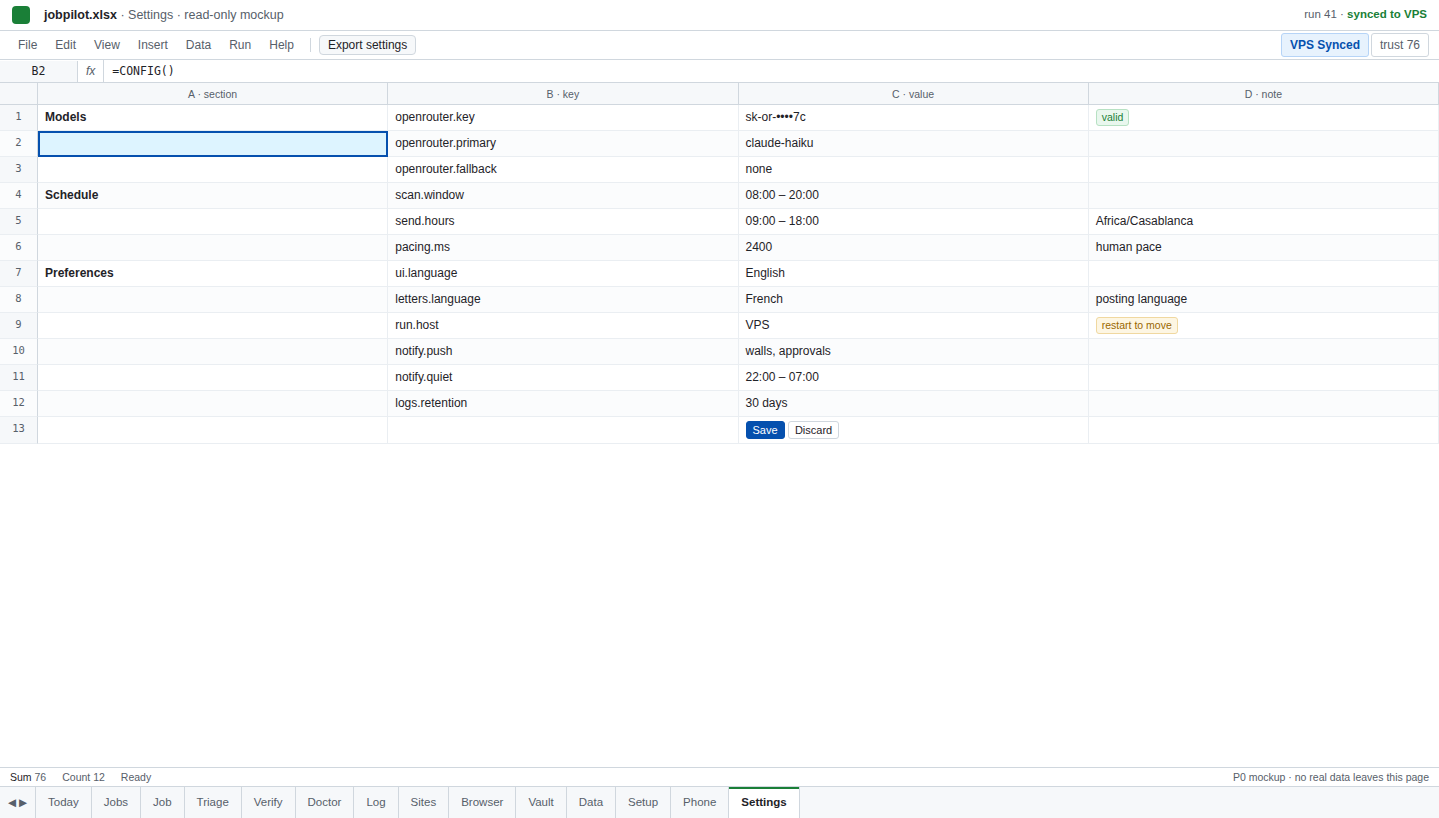 jobpilot.xlsx · Settings · read-only mockup
run 41 · synced to VPS
File Edit View Insert Data Run Help Export settings
VPS Synced trust 76
B2 fx =CONFIG()
A · section B · key C · value D · note
1 Models openrouter.key sk-or-••••7c valid
2 openrouter.primary claude-haiku
3 openrouter.fallback none
4 Schedule scan.window 08:00 – 20:00
5 send.hours 09:00 – 18:00 Africa/Casablanca
6 pacing.ms 2400 human pace
7 Preferences ui.language English
8 letters.language French posting language
9 run.host VPS restart to move
10 notify.push walls, approvals
11 notify.quiet 22:00 – 07:00
12 logs.retention 30 days
13 Save Discard
Sum 76 Count 12 Ready
P0 mockup · no real data leaves this page
◀ ▶ Today Jobs Job Triage Verify Doctor Log Sites Browser Vault Data Setup Phone Settings